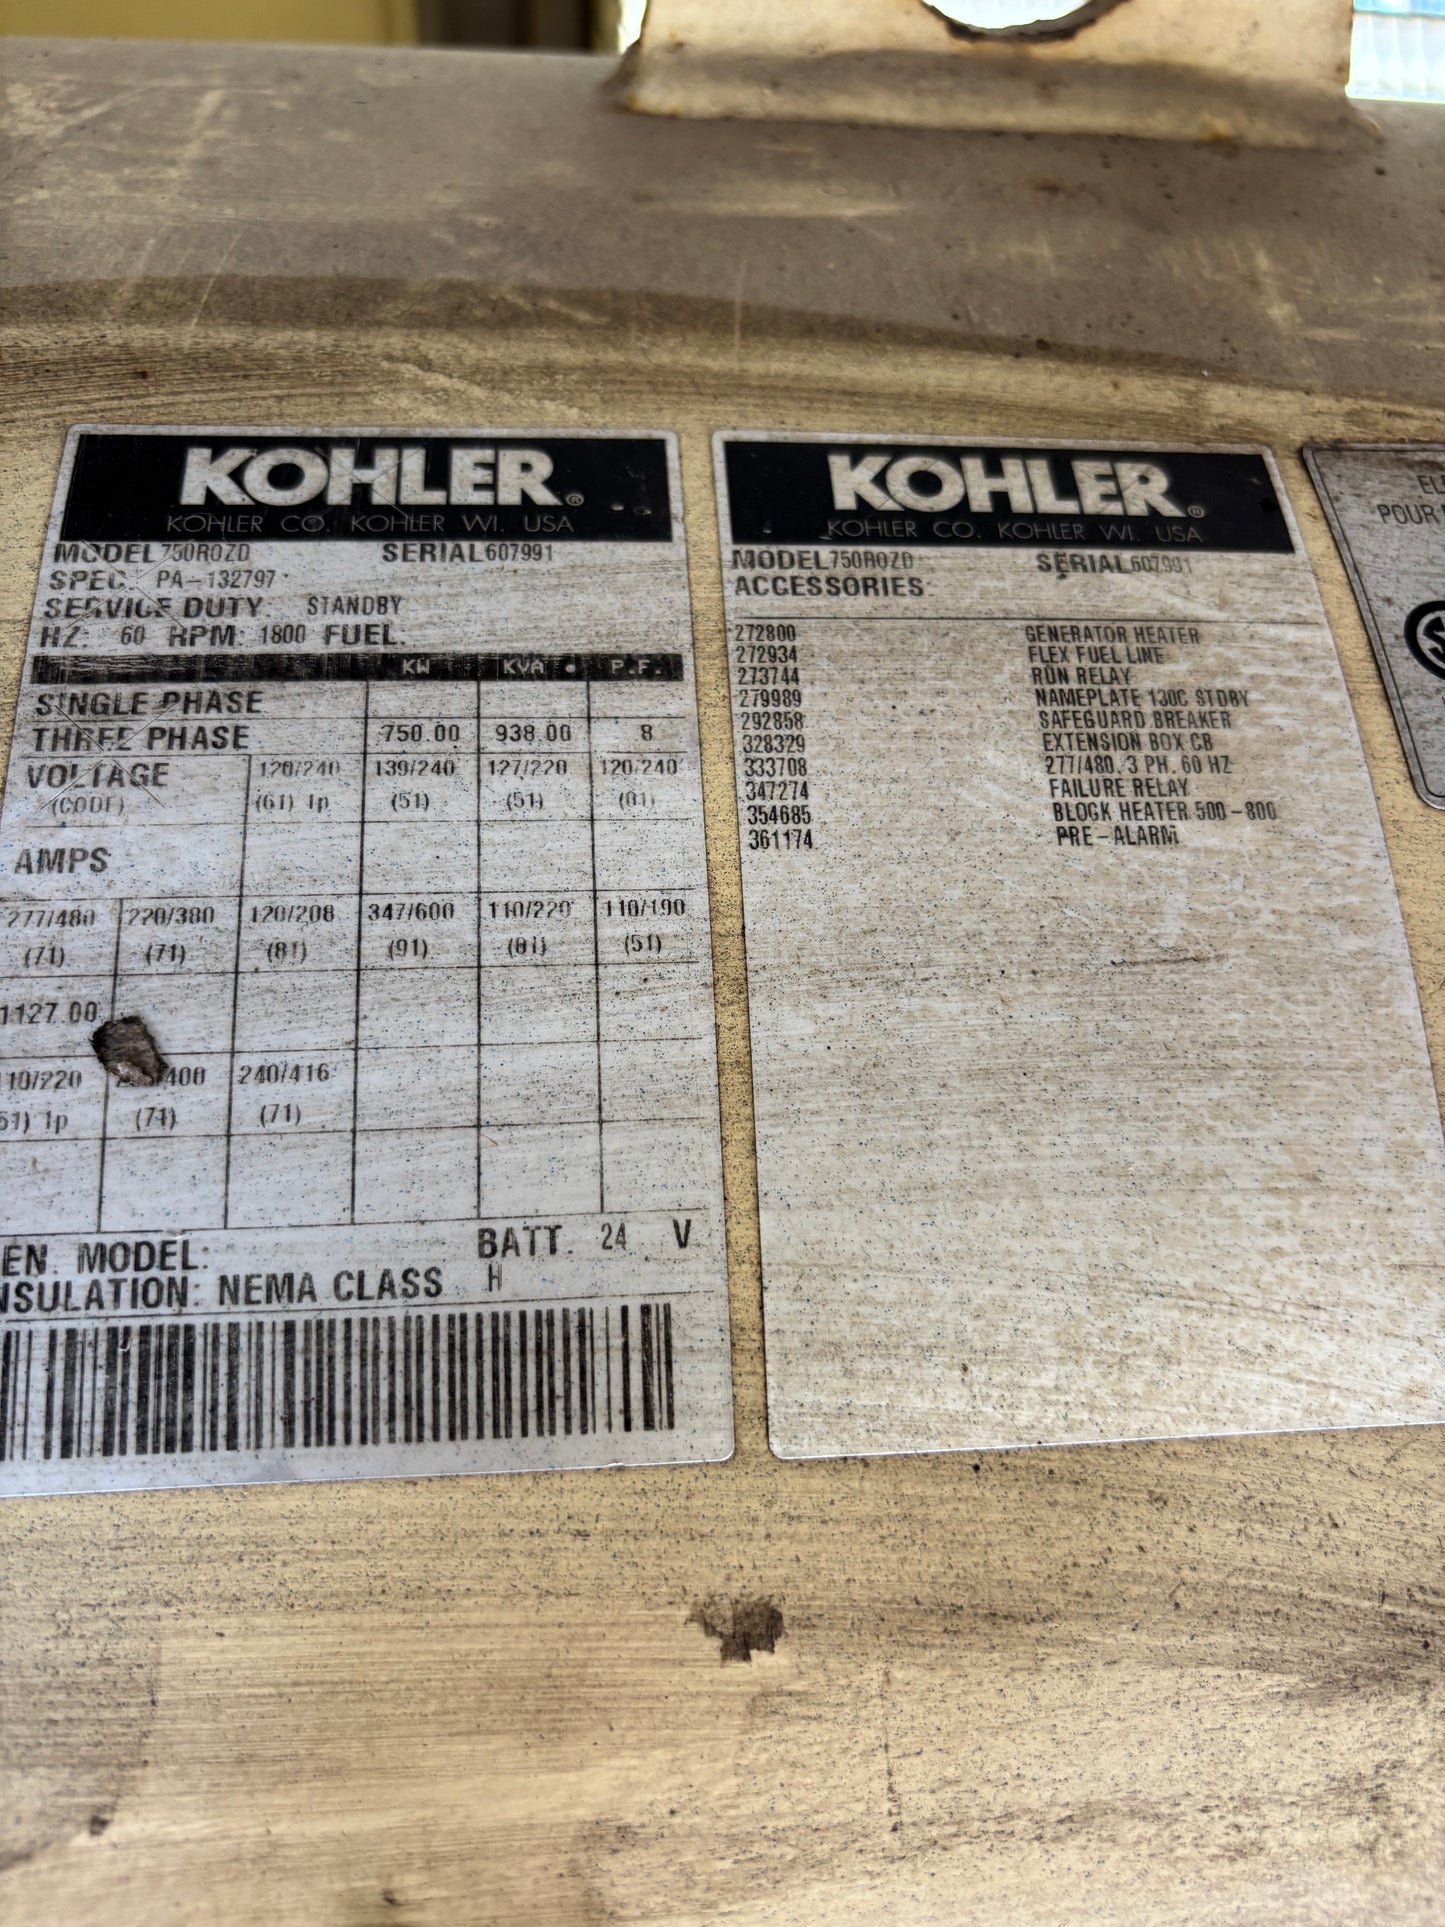 KOHLER®
KOHLER CO. KOHLER WI. USA
MODEL 750ROZD SERIAL 607991
SPEC. PA-132797
SERVICE DUTY: STANDBY
HZ: 60 RPM: 1800 FUEL:
KW KVA P.F.
SINGLE PHASE
THREE PHASE 750.00 938.00 8
VOLTAGE 120/240 139/240 127/220 120/240
(CODE) (61) 1p (51) (51)
AMPS
277/480 220/380 120/208 347/600 110/220 110/190
(71) (71) (81) (91) (81) (51)
1127.00
10/220 400 240/416
1p (71) (71)
EN. MODEL: BATT. 24 V
NSULATION: NEMA CLASS H
KOHLER®
KOHLER CO. KOHLER WI. USA
MODEL 750ROZD SERIAL 607991
ACCESSORIES:
272800 GENERATOR HEATER
272934 FLEX FUEL LINE
273744 RUN RELAY
279989 NAMEPLATE 130C STDBY
292858 SAFEGUARD BREAKER
328329 EXTENSION BOX CB
333708 277/480, 3 PH, 60 HZ
347274 FAILURE RELAY
354685 BLOCK HEATER 500-800
361174 PRE-ALARM
EL
POUR